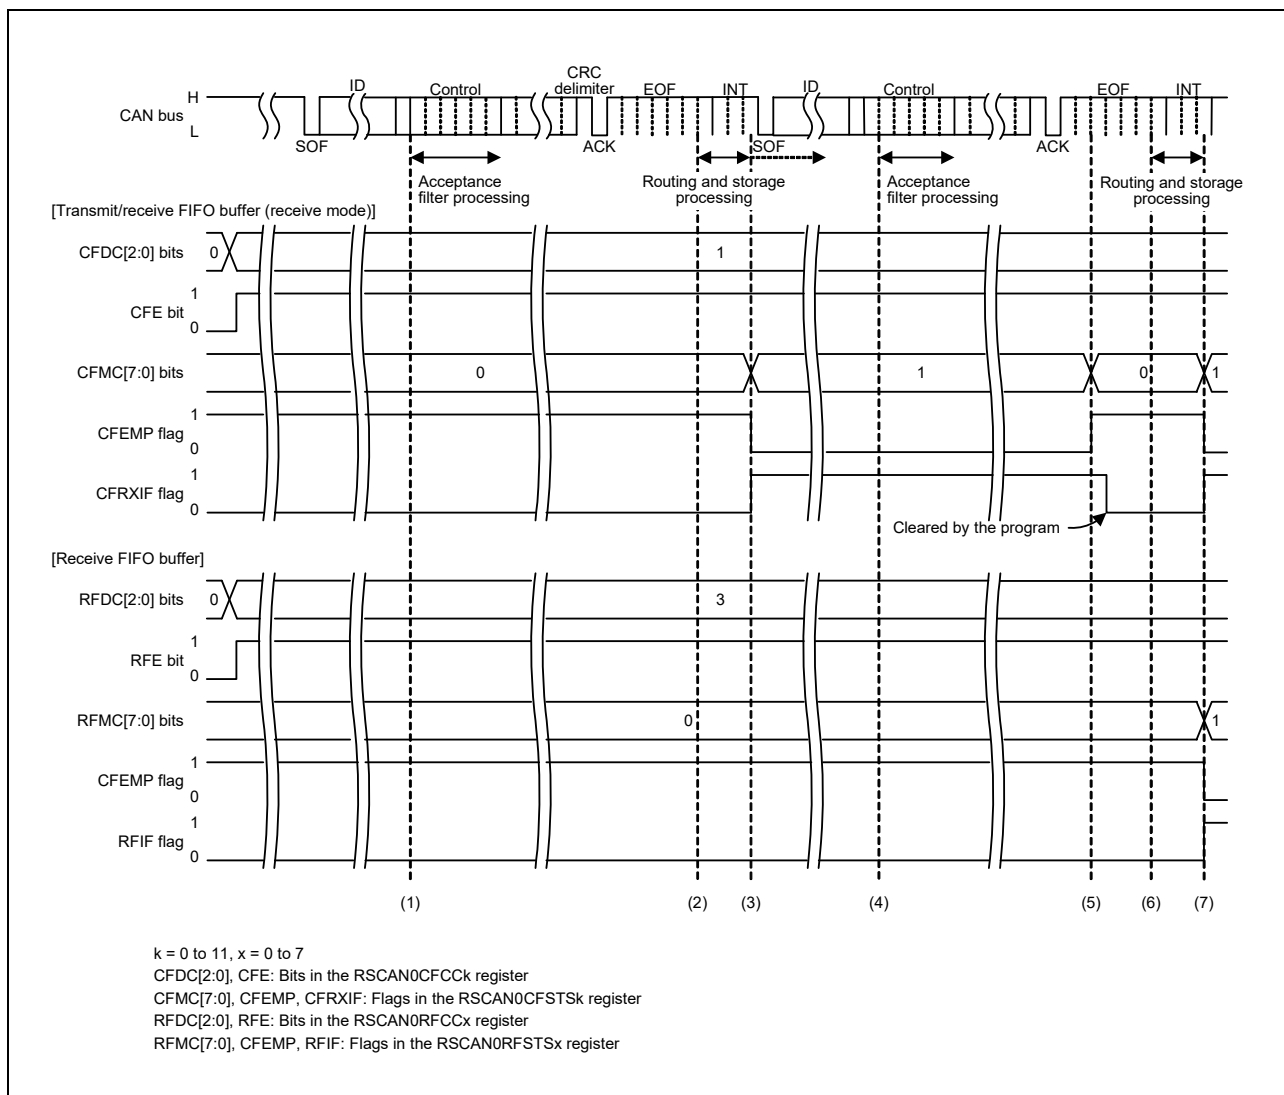 CRC
ID Control delimiter EOF INT ID Control EOF INT
H
CAN bus
L
SOF ACK SOF ACK
Acceptance filter processing
Routing and storage processing
Acceptance filter processing
Routing and storage processing
[Transmit/receive FIFO buffer (receive mode)]
CFDC[2:0] bits 0 1
1
CFE bit
0
CFMC[7:0] bits 0 1 0 1
1
CFEMP flag
0
1
CFRXIF flag
0
Cleared by the program
[Receive FIFO buffer]
RFDC[2:0] bits 0 3
1
RFE bit
0
RFMC[7:0] bits 0 1
1
CFEMP flag
0
1
RFIF flag
0
(1) (2) (3) (4) (5) (6) (7)
k = 0 to 11, x = 0 to 7
CFDC[2:0], CFE: Bits in the RSCAN0CFCCk register
CFMC[7:0], CFEMP, CFRXIF: Flags in the RSCAN0CFSTSk register
RFDC[2:0], RFE: Bits in the RSCAN0RFCCx register
RFMC[7:0], CFEMP, RFIF: Flags in the RSCAN0RFSTSx register